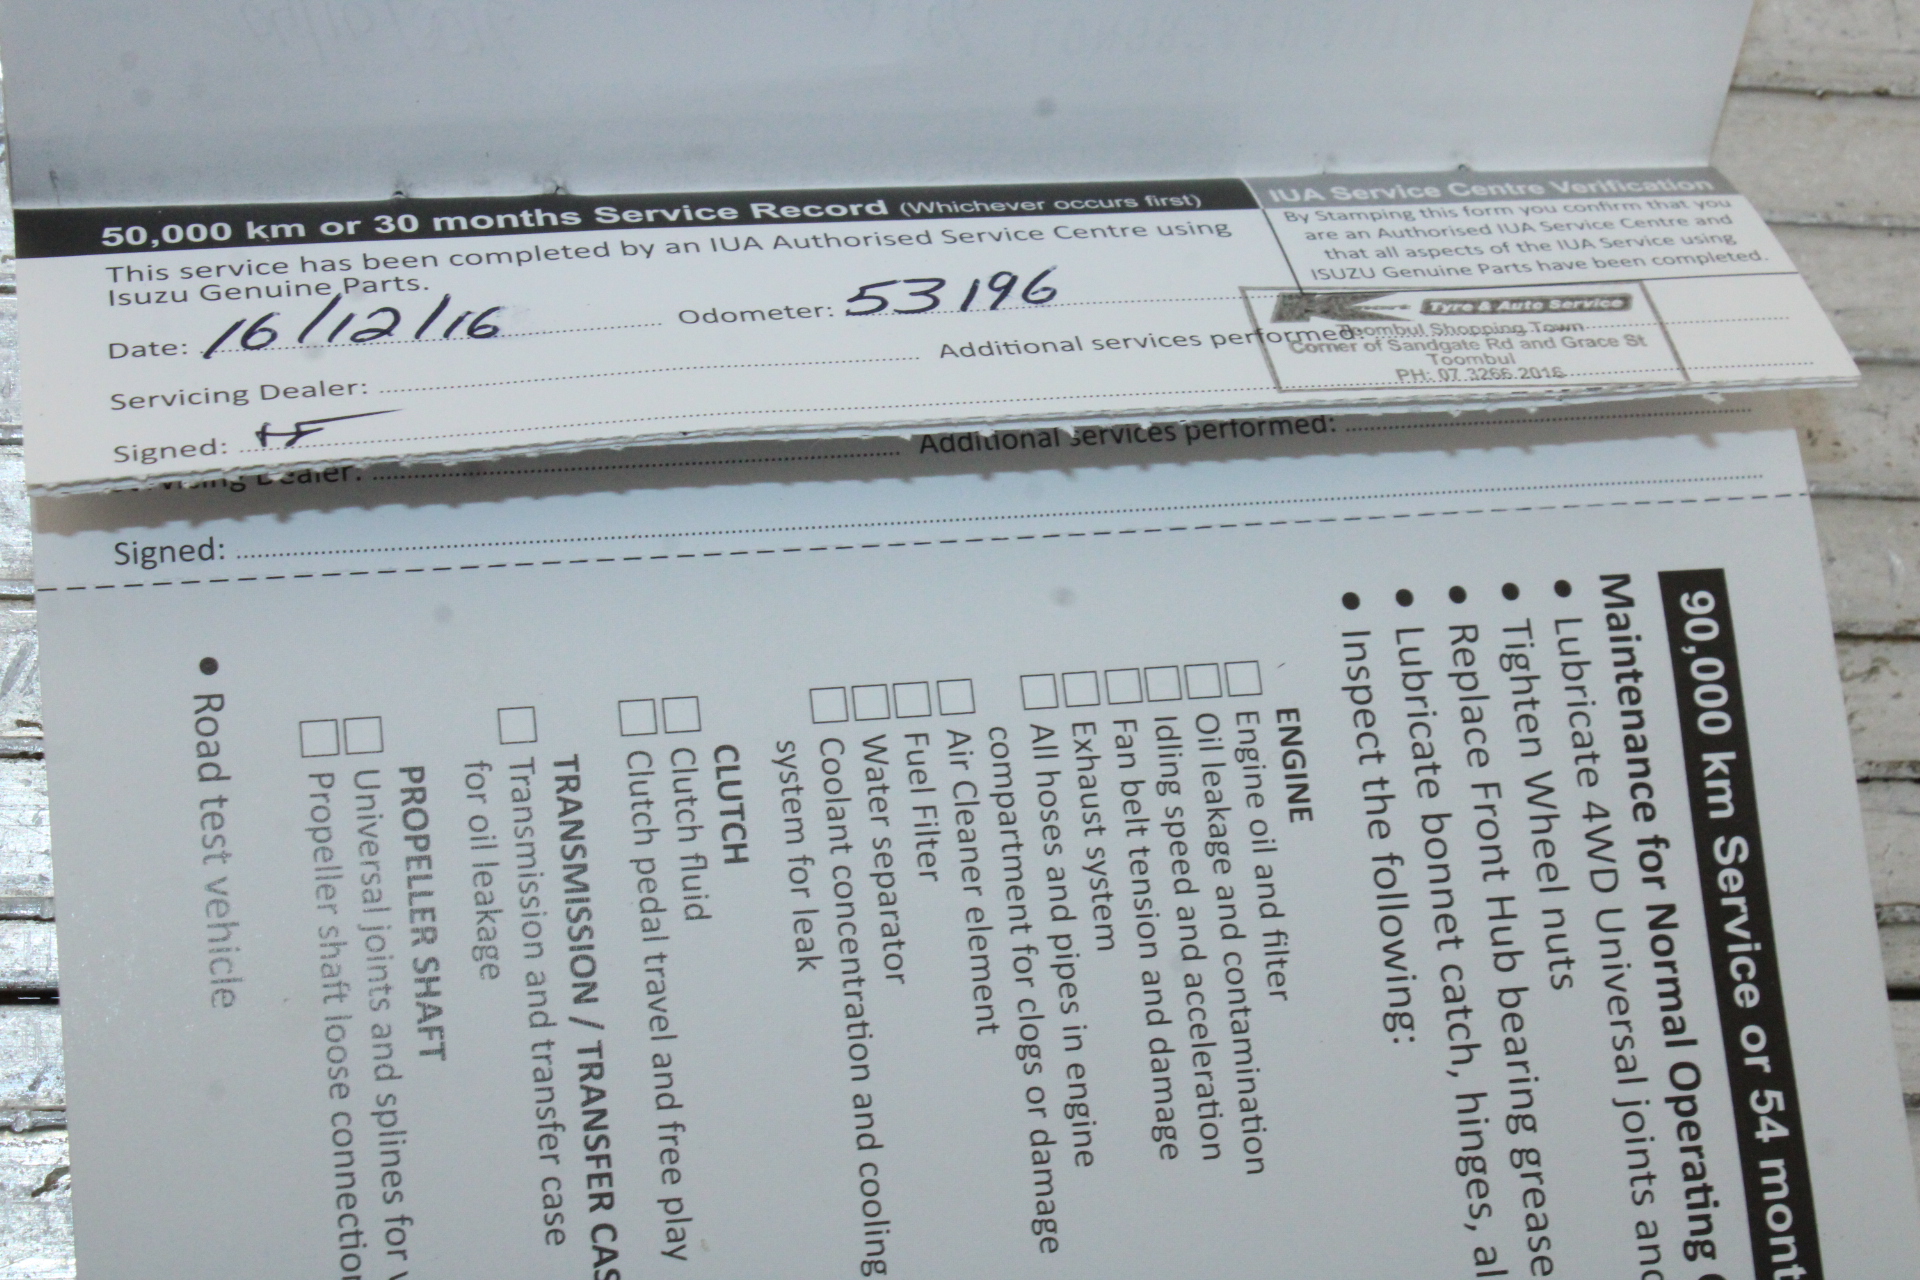 50,000 km or 30 months Service Record (Whichever occurs first)
This service has been completed by an IUA Authorised Service Centre using
Isuzu Genuine Parts.
Date: 16/12/16
Odometer: 53196
Servicing Dealer:
Additional services performed:
Signed:
IUA Service Centre Verification
By Stamping this form you confirm that you
are an Authorised IUA Service Centre and
that all aspects of the IUA Service using
ISUZU Genuine Parts have been completed.
Tyre & Auto Service
Toombul Shopping Town
Corner of Sandgate Rd and Grace St
Toombul
PH: 07 3266 2016
Servicing Dealer:
Additional services performed:
Signed:
90,000 km Service or 54 mont
Maintenance for Normal Operating
• Lubricate 4WD Universal joints and
• Tighten Wheel nuts
• Replace Front Hub bearing grease
• Lubricate bonnet catch, hinges, al
• Inspect the following:
ENGINE
Engine oil and filter
Oil leakage and contamination
Idling speed and acceleration
Fan belt tension and damage
Exhaust system
All hoses and pipes in engine
compartment for clogs or damage
Air Cleaner element
Fuel Filter
Water separator
Coolant concentration and cooling
system for leak
CLUTCH
Clutch fluid
Clutch pedal travel and free play
TRANSMISSION / TRANSFER CAS
Transmission and transfer case
for oil leakage
PROPELLER SHAFT
Universal joints and splines for
Propeller shaft loose connection
• Road test vehicle